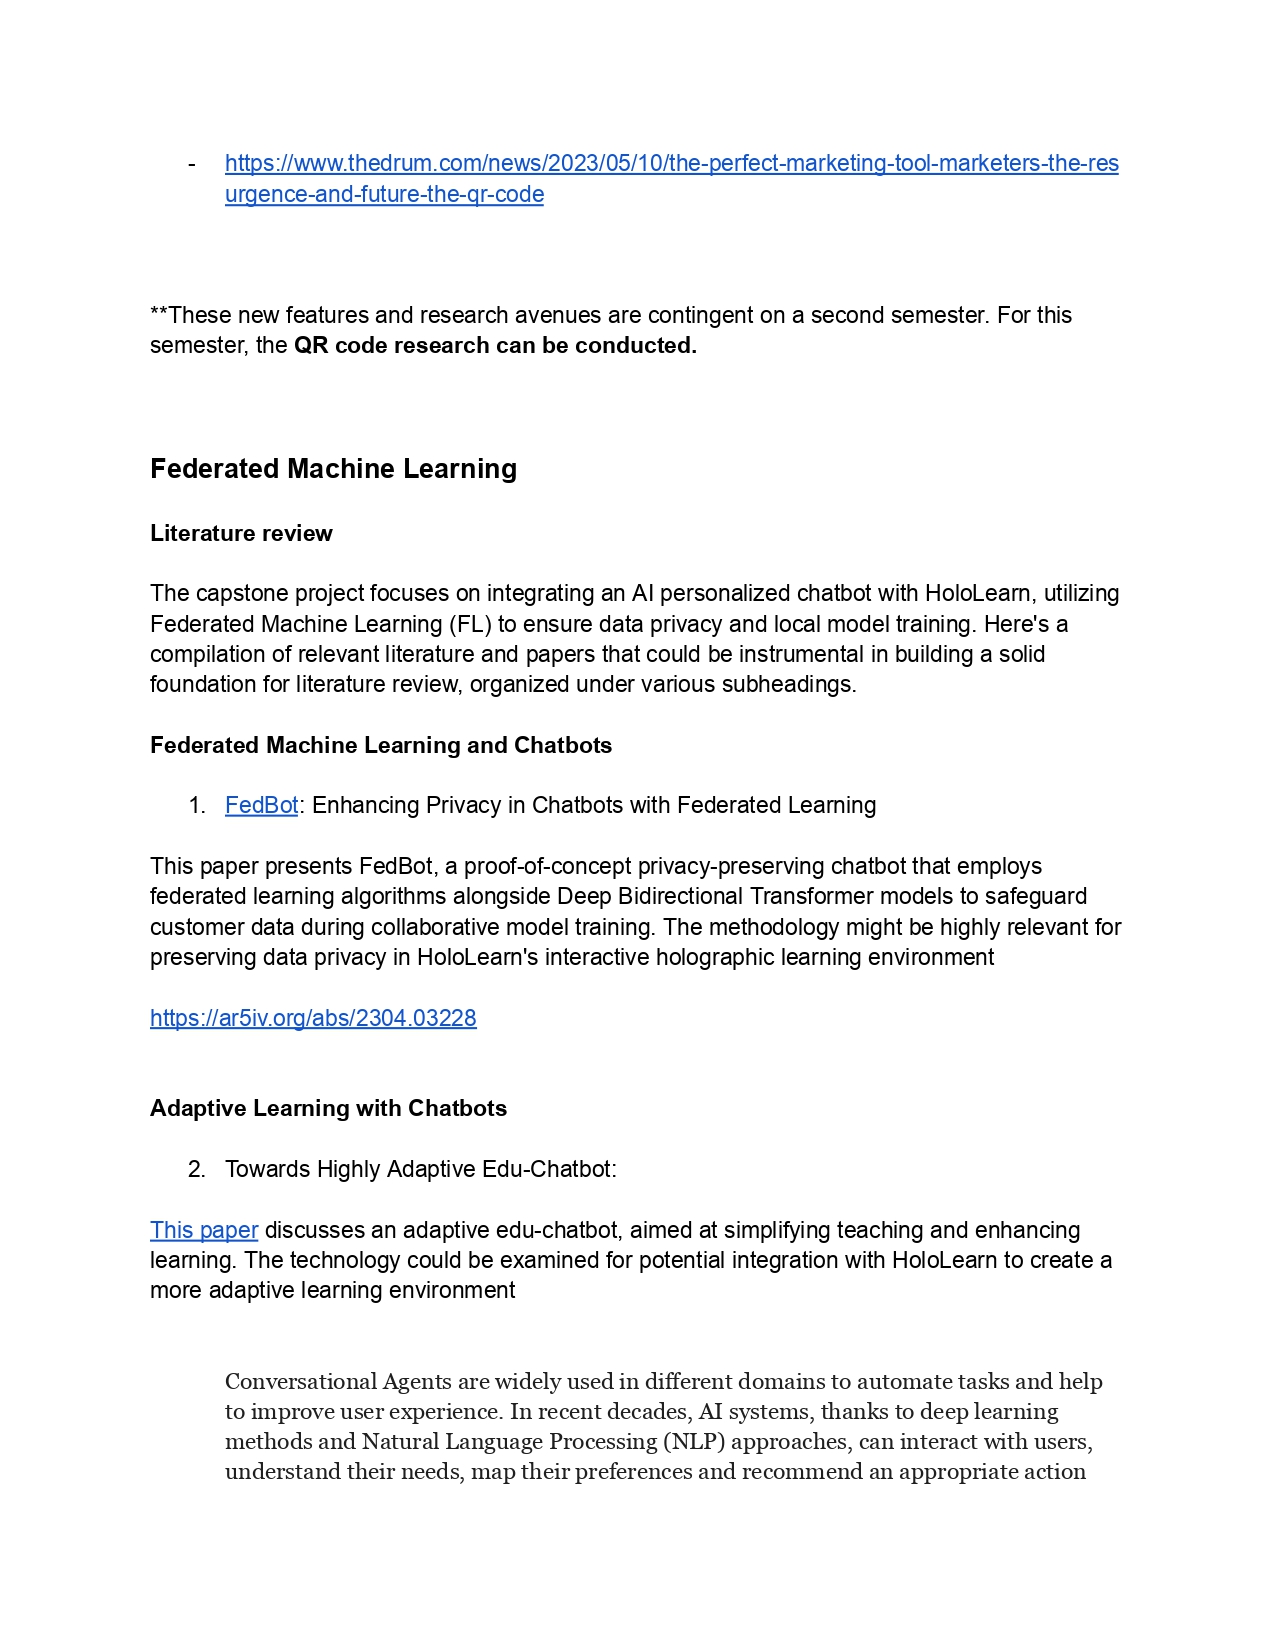 - https://www.thedrum.com/news/2023/05/10/the-perfect-marketing-tool-marketers-the-res
urgence-and-future-the-qr-code
**These new features and research avenues are contingent on a second semester. For this
semester, the QR code research can be conducted.
Federated Machine Learning
Literature review
The capstone project focuses on integrating an AI personalized chatbot with HoloLearn, utilizing
Federated Machine Learning (FL) to ensure data privacy and local model training. Here's a
compilation of relevant literature and papers that could be instrumental in building a solid
foundation for literature review, organized under various subheadings.
Federated Machine Learning and Chatbots
1. FedBot: Enhancing Privacy in Chatbots with Federated Learning
This paper presents FedBot, a proof-of-concept privacy-preserving chatbot that employs
federated learning algorithms alongside Deep Bidirectional Transformer models to safeguard
customer data during collaborative model training. The methodology might be highly relevant for
preserving data privacy in HoloLearn's interactive holographic learning environment
https://ar5iv.org/abs/2304.03228
Adaptive Learning with Chatbots
2. Towards Highly Adaptive Edu-Chatbot:
This paper discusses an adaptive edu-chatbot, aimed at simplifying teaching and enhancing
learning. The technology could be examined for potential integration with HoloLearn to create a
more adaptive learning environment
Conversational Agents are widely used in different domains to automate tasks and help
to improve user experience. In recent decades, AI systems, thanks to deep learning
methods and Natural Language Processing (NLP) approaches, can interact with users,
understand their needs, map their preferences and recommend an appropriate action